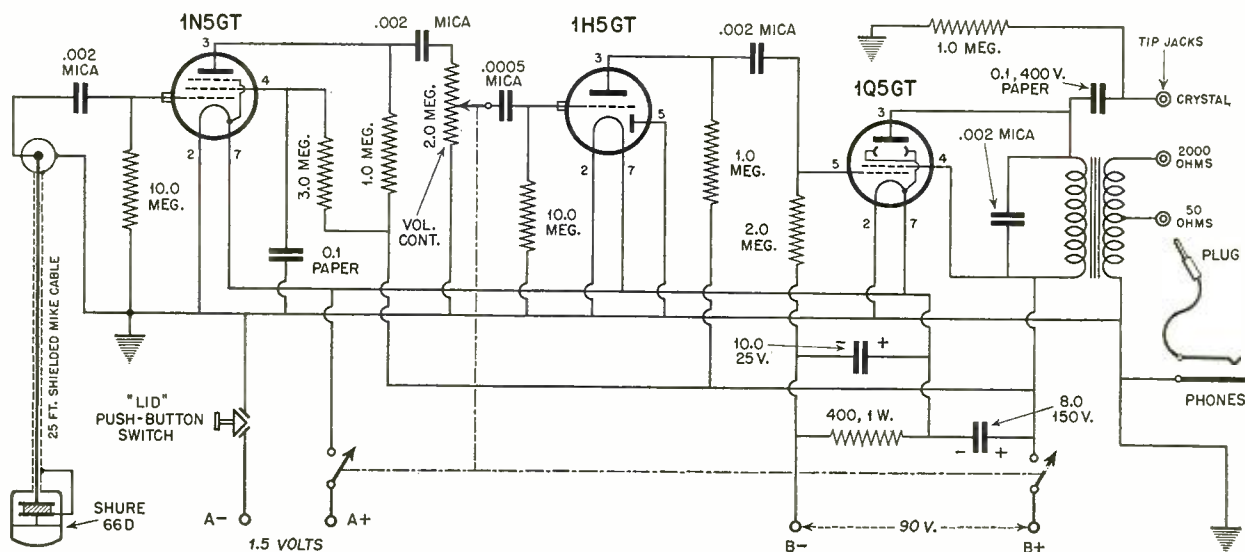 1N5GT
.002 MICA
1H5GT
.002 MICA
1.0 MEG.
TIP JACKS
.002
MICA
3
4
2
7
.0005
MICA
2.0 MEG.
3
5
2
7
1Q5GT
3
5
4
2
7
0.1, 400 V.
PAPER
CRYSTAL
.002 MICA
2000
OHMS
50
OHMS
10.0
MEG.
3.0 MEG.
1.0 MEG.
VOL.
CONT.
10.0
MEG.
1.0
MEG.
2.0
MEG.
0.1
PAPER
PLUG
25 FT. SHIELDED MIKE CABLE
10.0
25 V.
- +
"LID"
PUSH-BUTTON
SWITCH
400, 1 W.
8.0
150 V.
- +
PHONES
SHURE
66D
A-
1.5 VOLTS
A+
B-
90 V.
B+